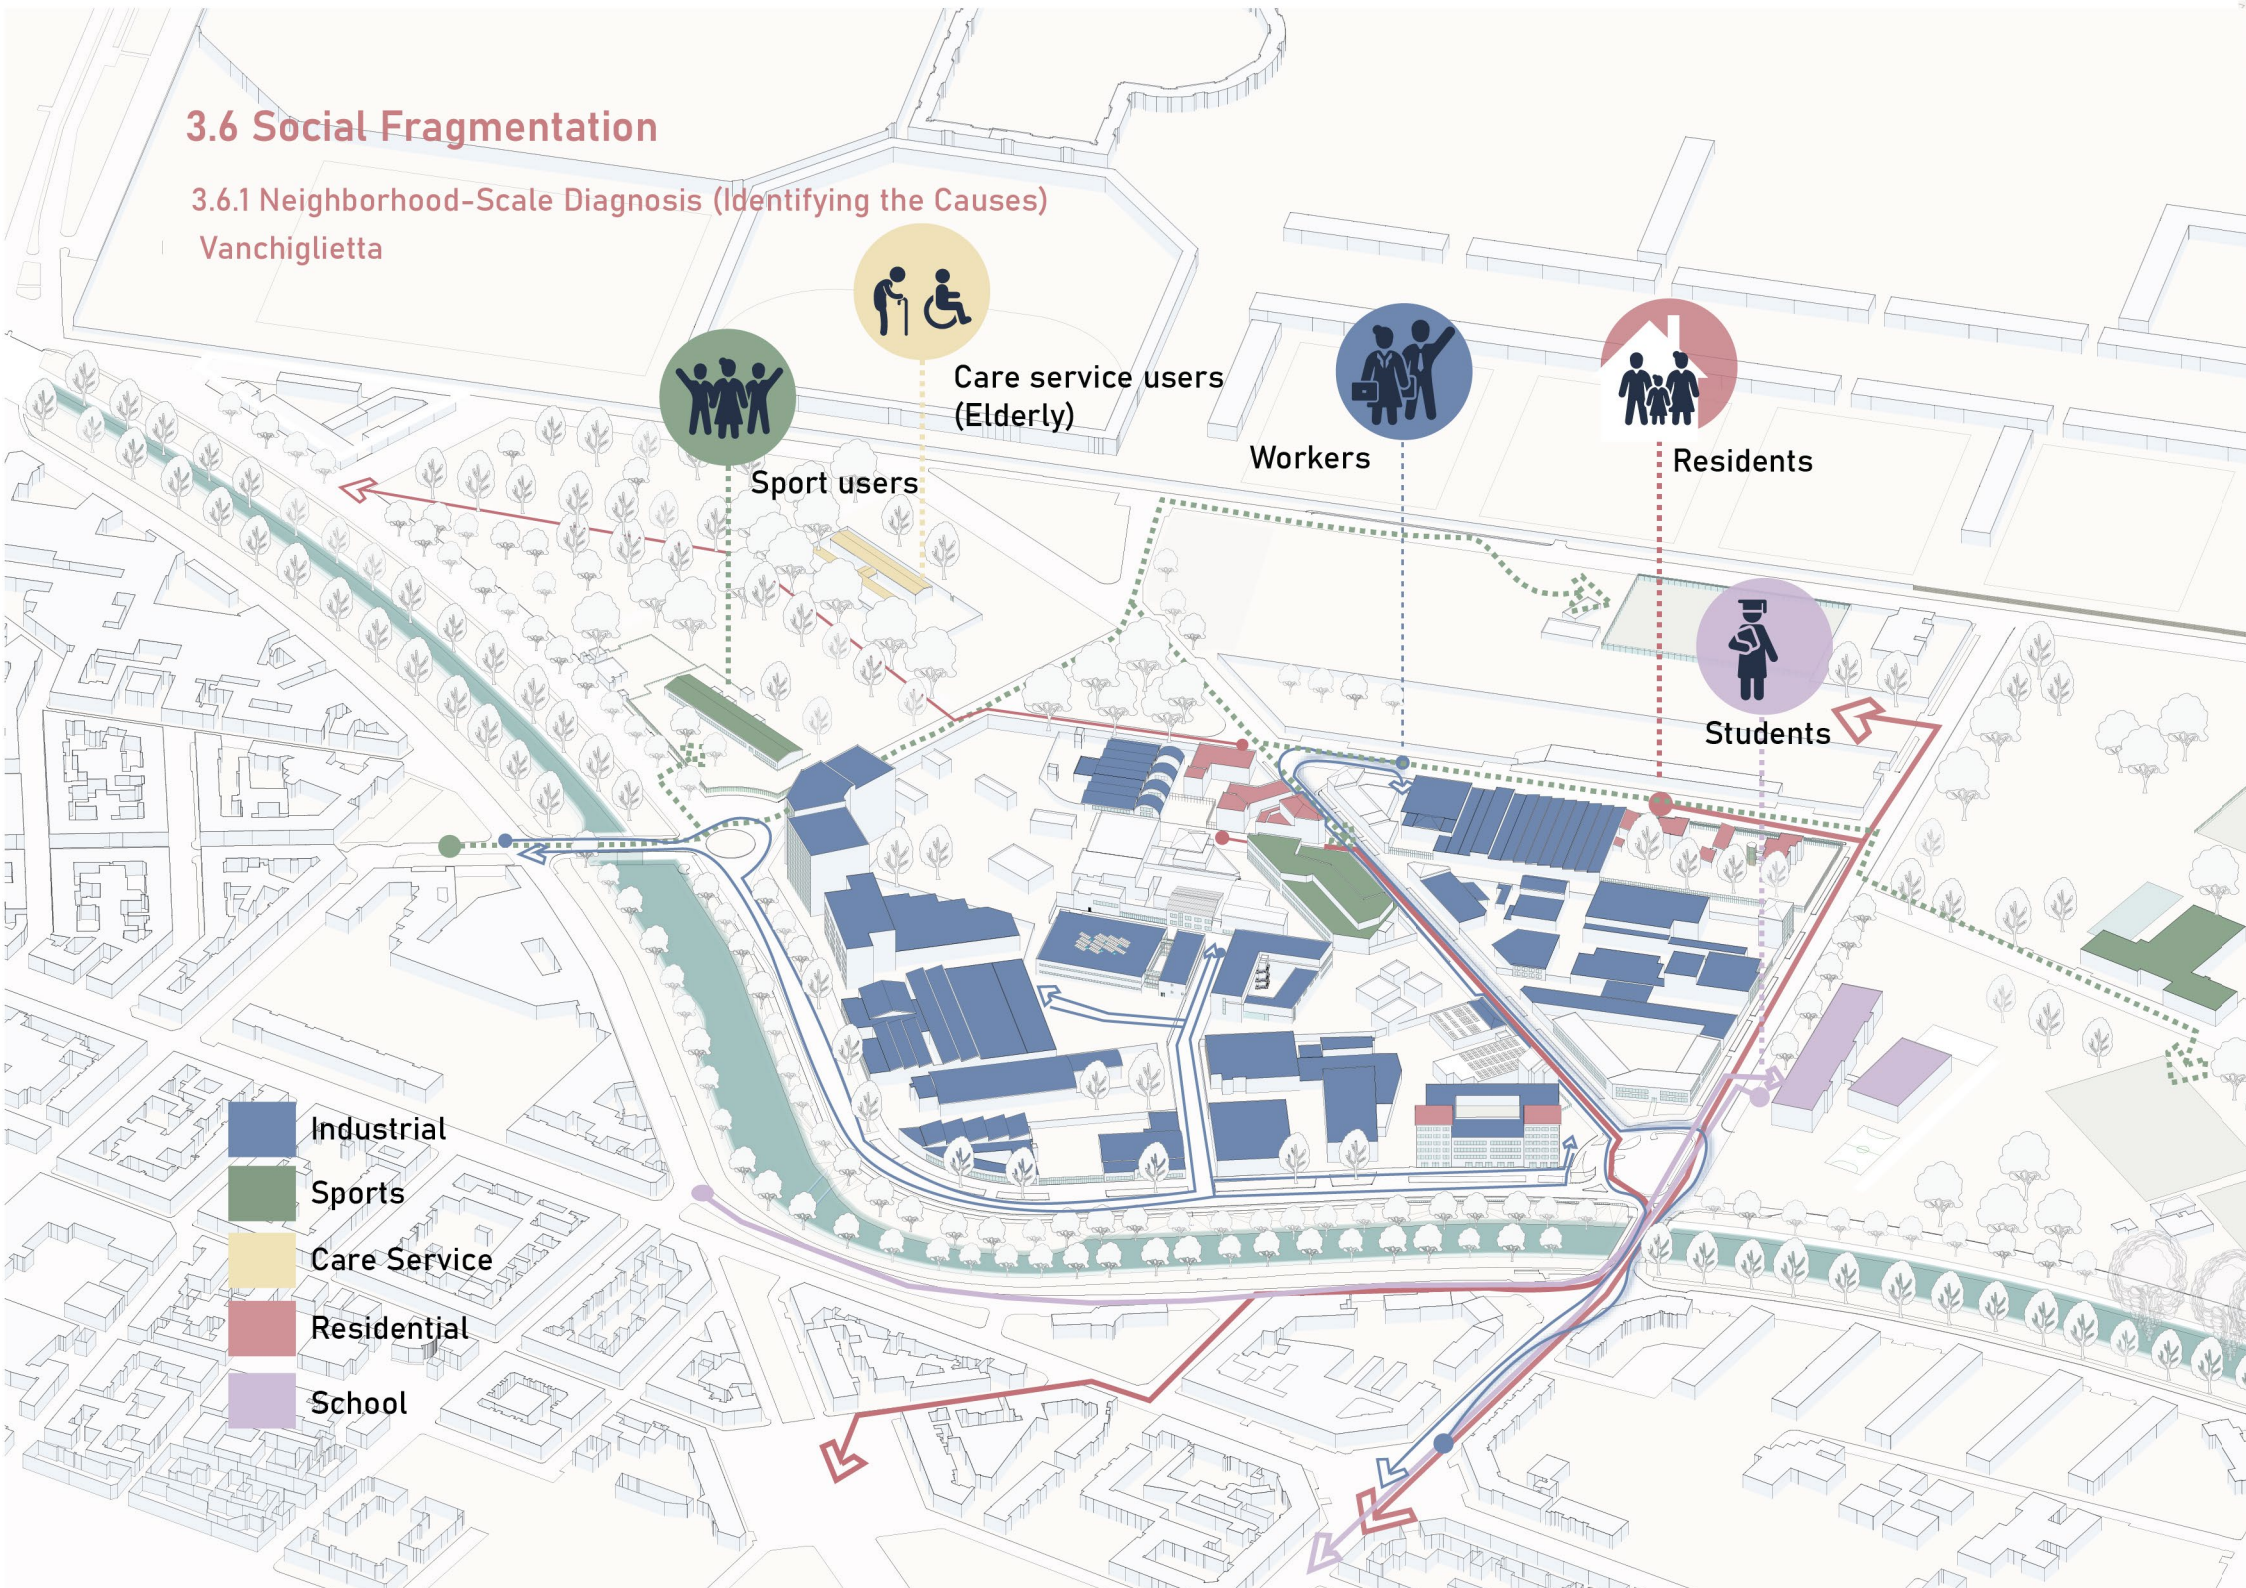 3.6 Social Fragmentation
3.6.1 Neighborhood-Scale Diagnosis (Identifying the Causes)
Vanchiglietta
Care service users
(Elderly)
Sport users
Workers
Residents
Students
Industrial
Sports
Care Service
Residential
School